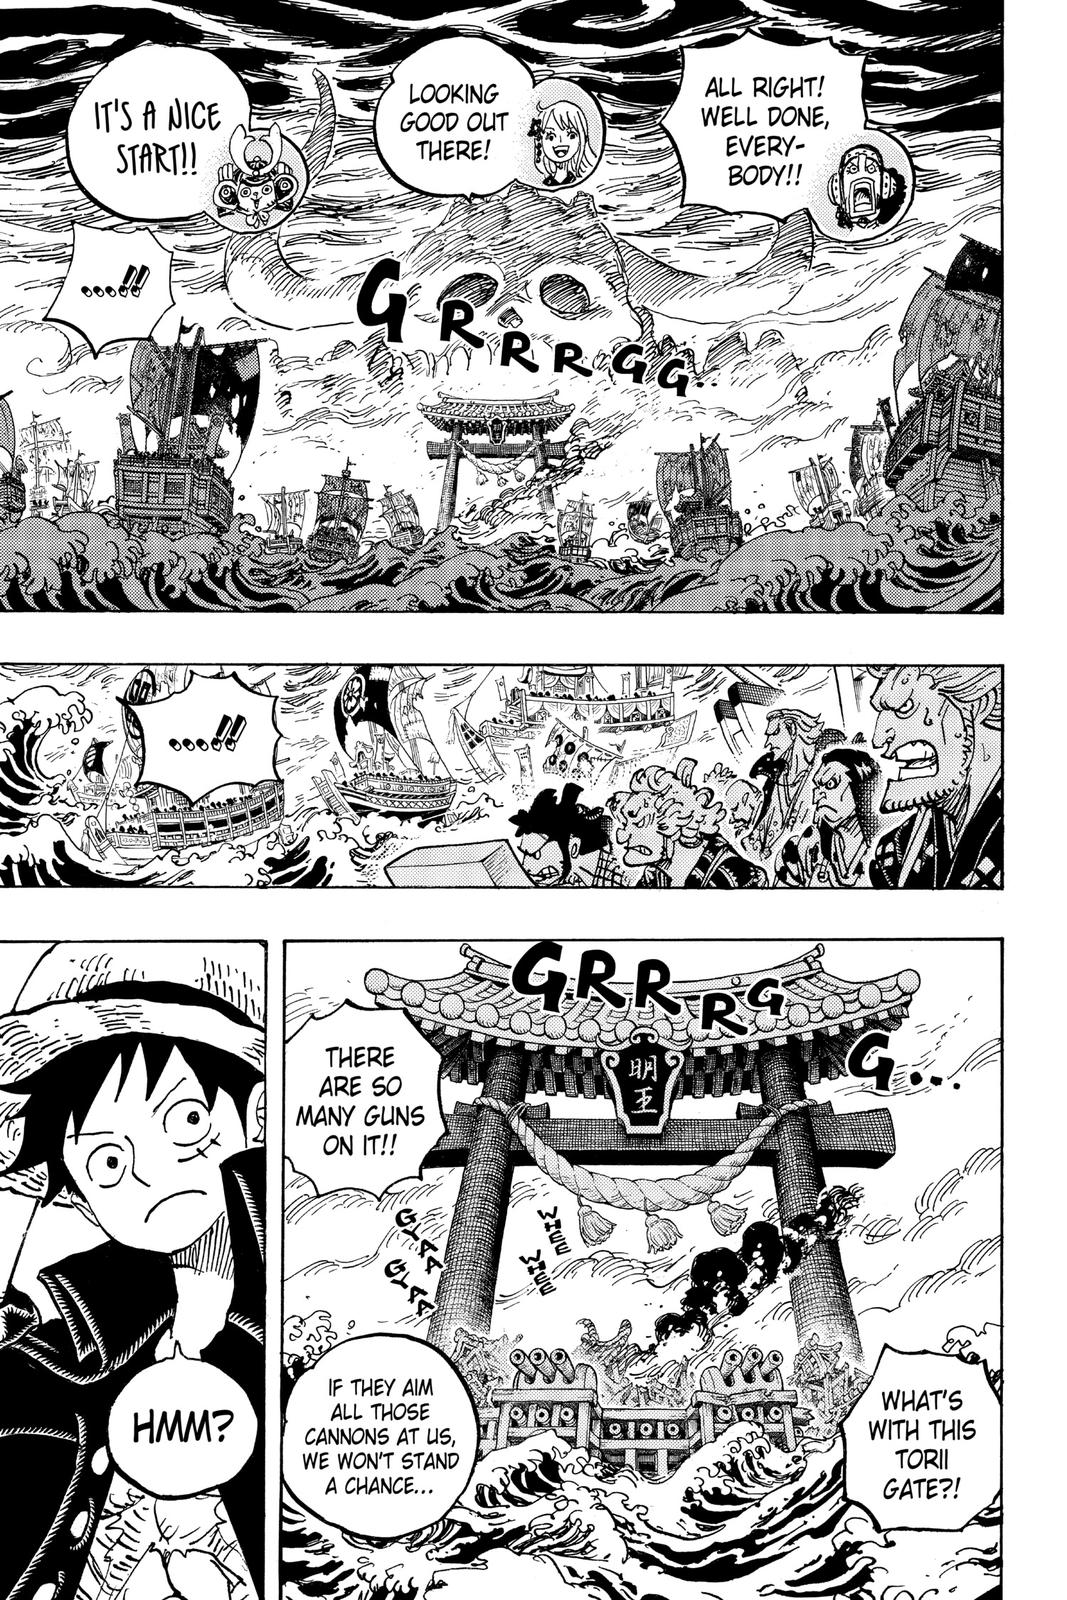 ALL RIGHT!
WELL DONE,
EVERY-
BODY!!
LOOKING
GOOD OUT
THERE!
IT'S A NICE
START!!
....!!
GRRRGG..
....!!
GRRRGG...
THERE
ARE SO
MANY GUNS
ON IT!!
明王
WHEE
WHEE
GYAA
GYAA
WHAT'S
WITH THIS
TORII
GATE?!
IF THEY AIM
ALL THOSE
CANNONS AT US,
WE WON'T STAND
A CHANCE...
HMM?